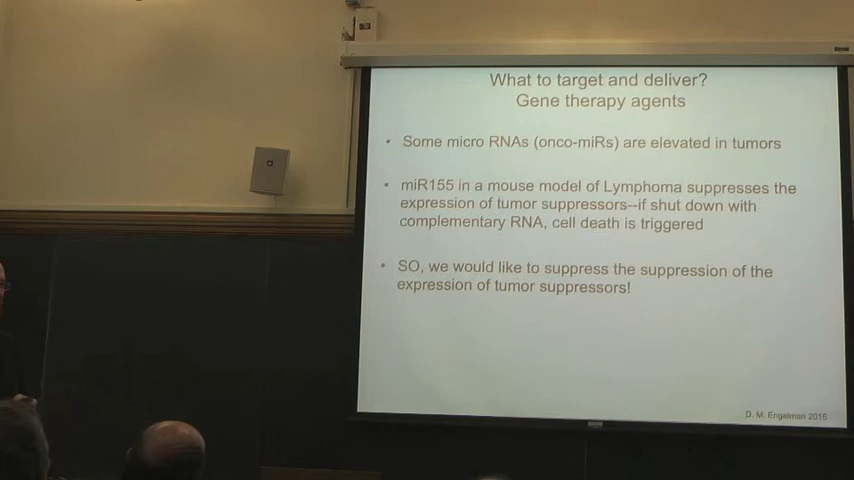 What to target and deliver?
Gene therapy agents
• Some micro RNAs (onco-miRs) are elevated in tumors
• miR155 in a mouse model of Lymphoma suppresses the
expression of tumor suppressors--if shut down with
complementary RNA, cell death is triggered
• SO, we would like to suppress the suppression of the
expression of tumor suppressors!
D. M. Engelman 2015